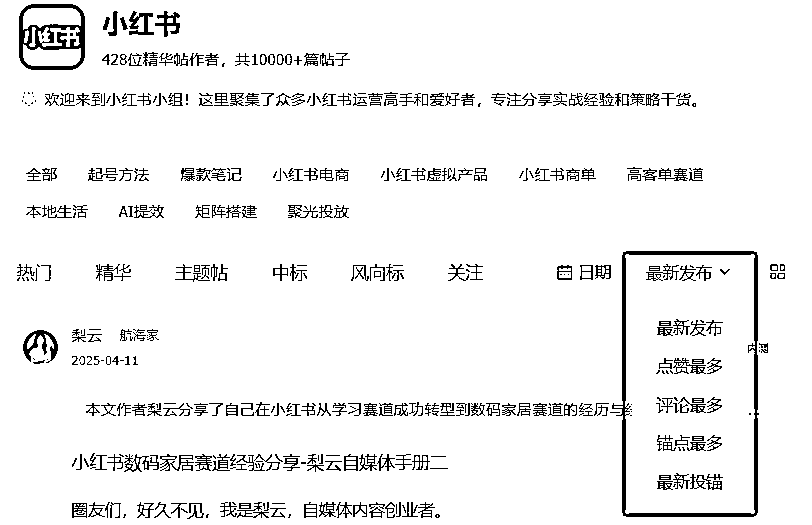 小红书
小红书
428位精华帖作者，共10000+篇帖子
欢迎来到小红书小组！这里聚集了众多小红书运营高手和爱好者，专注分享实战经验和策略干货。
全部 起号方法 爆款笔记 小红书电商 小红书虚拟产品 小红书商单 高客单赛道
本地生活 AI提效 矩阵搭建 聚光投放
热门 精华 主题帖 中标 风向标 关注 日期 最新发布
最新发布
点赞最多
评论最多
锚点最多
最新投锚
梨云 航海家
2025-04-11
本文作者梨云分享了自己在小红书从学习赛道成功转型到数码家居赛道的经历与
小红书数码家居赛道经验分享-梨云自媒体手册二
圈友们，好久不见，我是梨云，自媒体内容创业者。